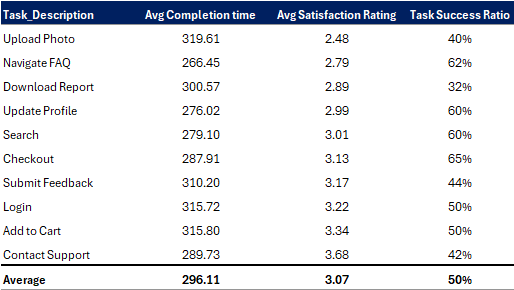 Task_Description Avg Completion time Avg Satisfaction Rating Task Success Ratio
Upload Photo 319.61 2.48 40%
Navigate FAQ 266.45 2.79 62%
Download Report 300.57 2.89 32%
Update Profile 276.02 2.99 60%
Search 279.10 3.01 60%
Checkout 287.91 3.13 65%
Submit Feedback 310.20 3.17 44%
Login 315.72 3.22 50%
Add to Cart 315.80 3.34 50%
Contact Support 289.73 3.68 42%
Average 296.11 3.07 50%